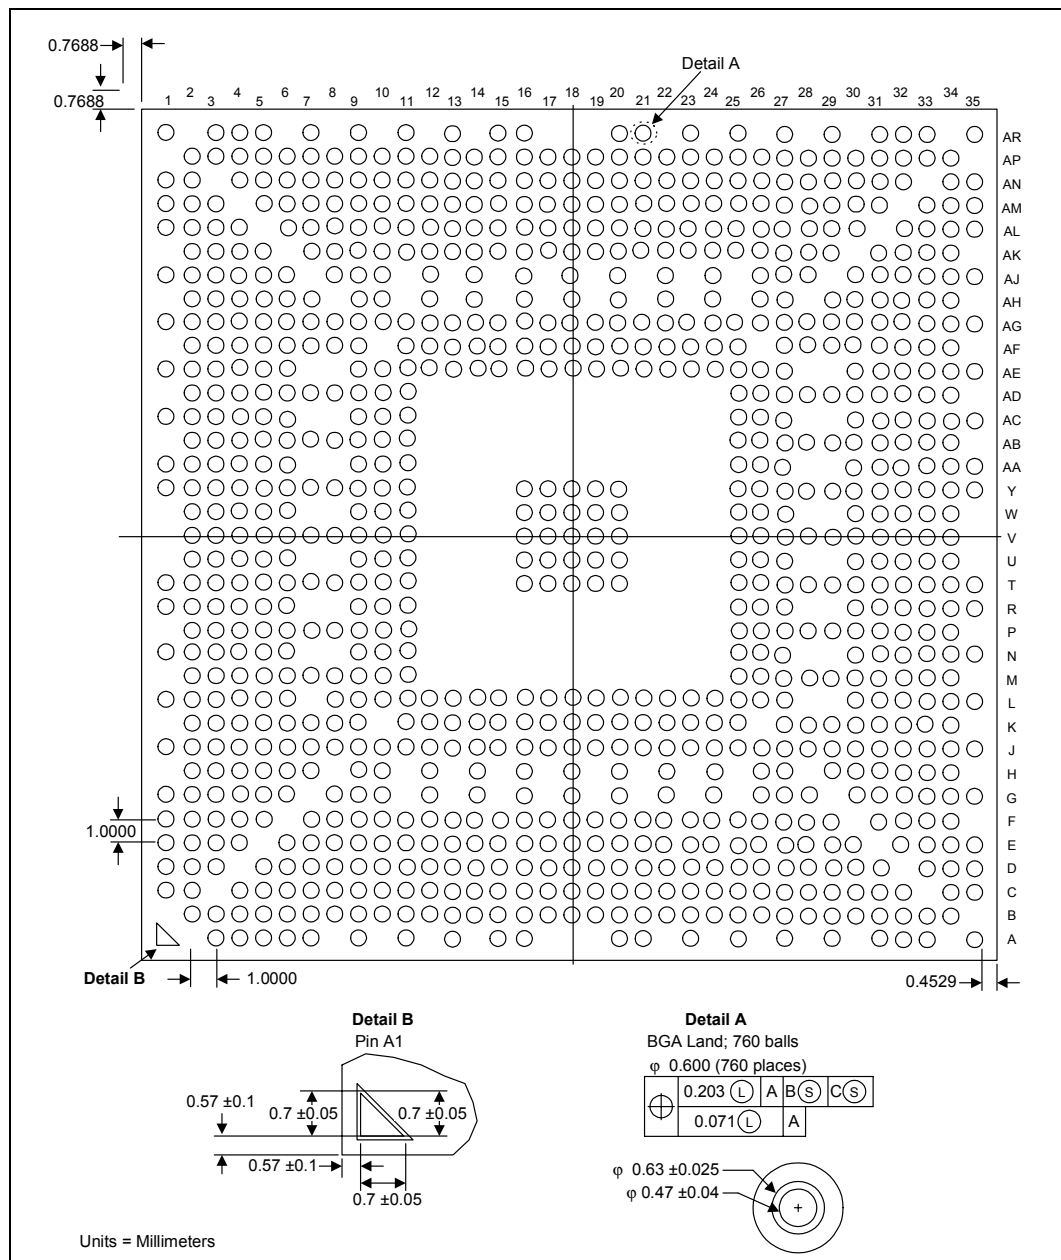 0.7688
Detail A
0.7688
1 2 3 4 5 6 7 8 9 10 11 12 13 14 15 16 17 18 19 20 21 22 23 24 25 26 27 28 29 30 31 32 33 34 35
AR
AP
AN
AM
AL
AK
AJ
AH
AG
AF
AE
AD
AC
AB
AA
Y
W
V
U
T
R
P
N
M
L
K
J
H
G
F
1.0000
E
D
C
B
A
Detail B
1.0000
0.4529
Detail B
Pin A1
0.57 ±0.1
0.7 ±0.05
0.7 ±0.05
0.57 ±0.1
0.7 ±0.05
Detail A
BGA Land; 760 balls
φ 0.600 (760 places)
0.203 Ⓛ A B Ⓢ C Ⓢ
0.071 Ⓛ A
φ 0.63 ±0.025
φ 0.47 ±0.04
Units = Millimeters